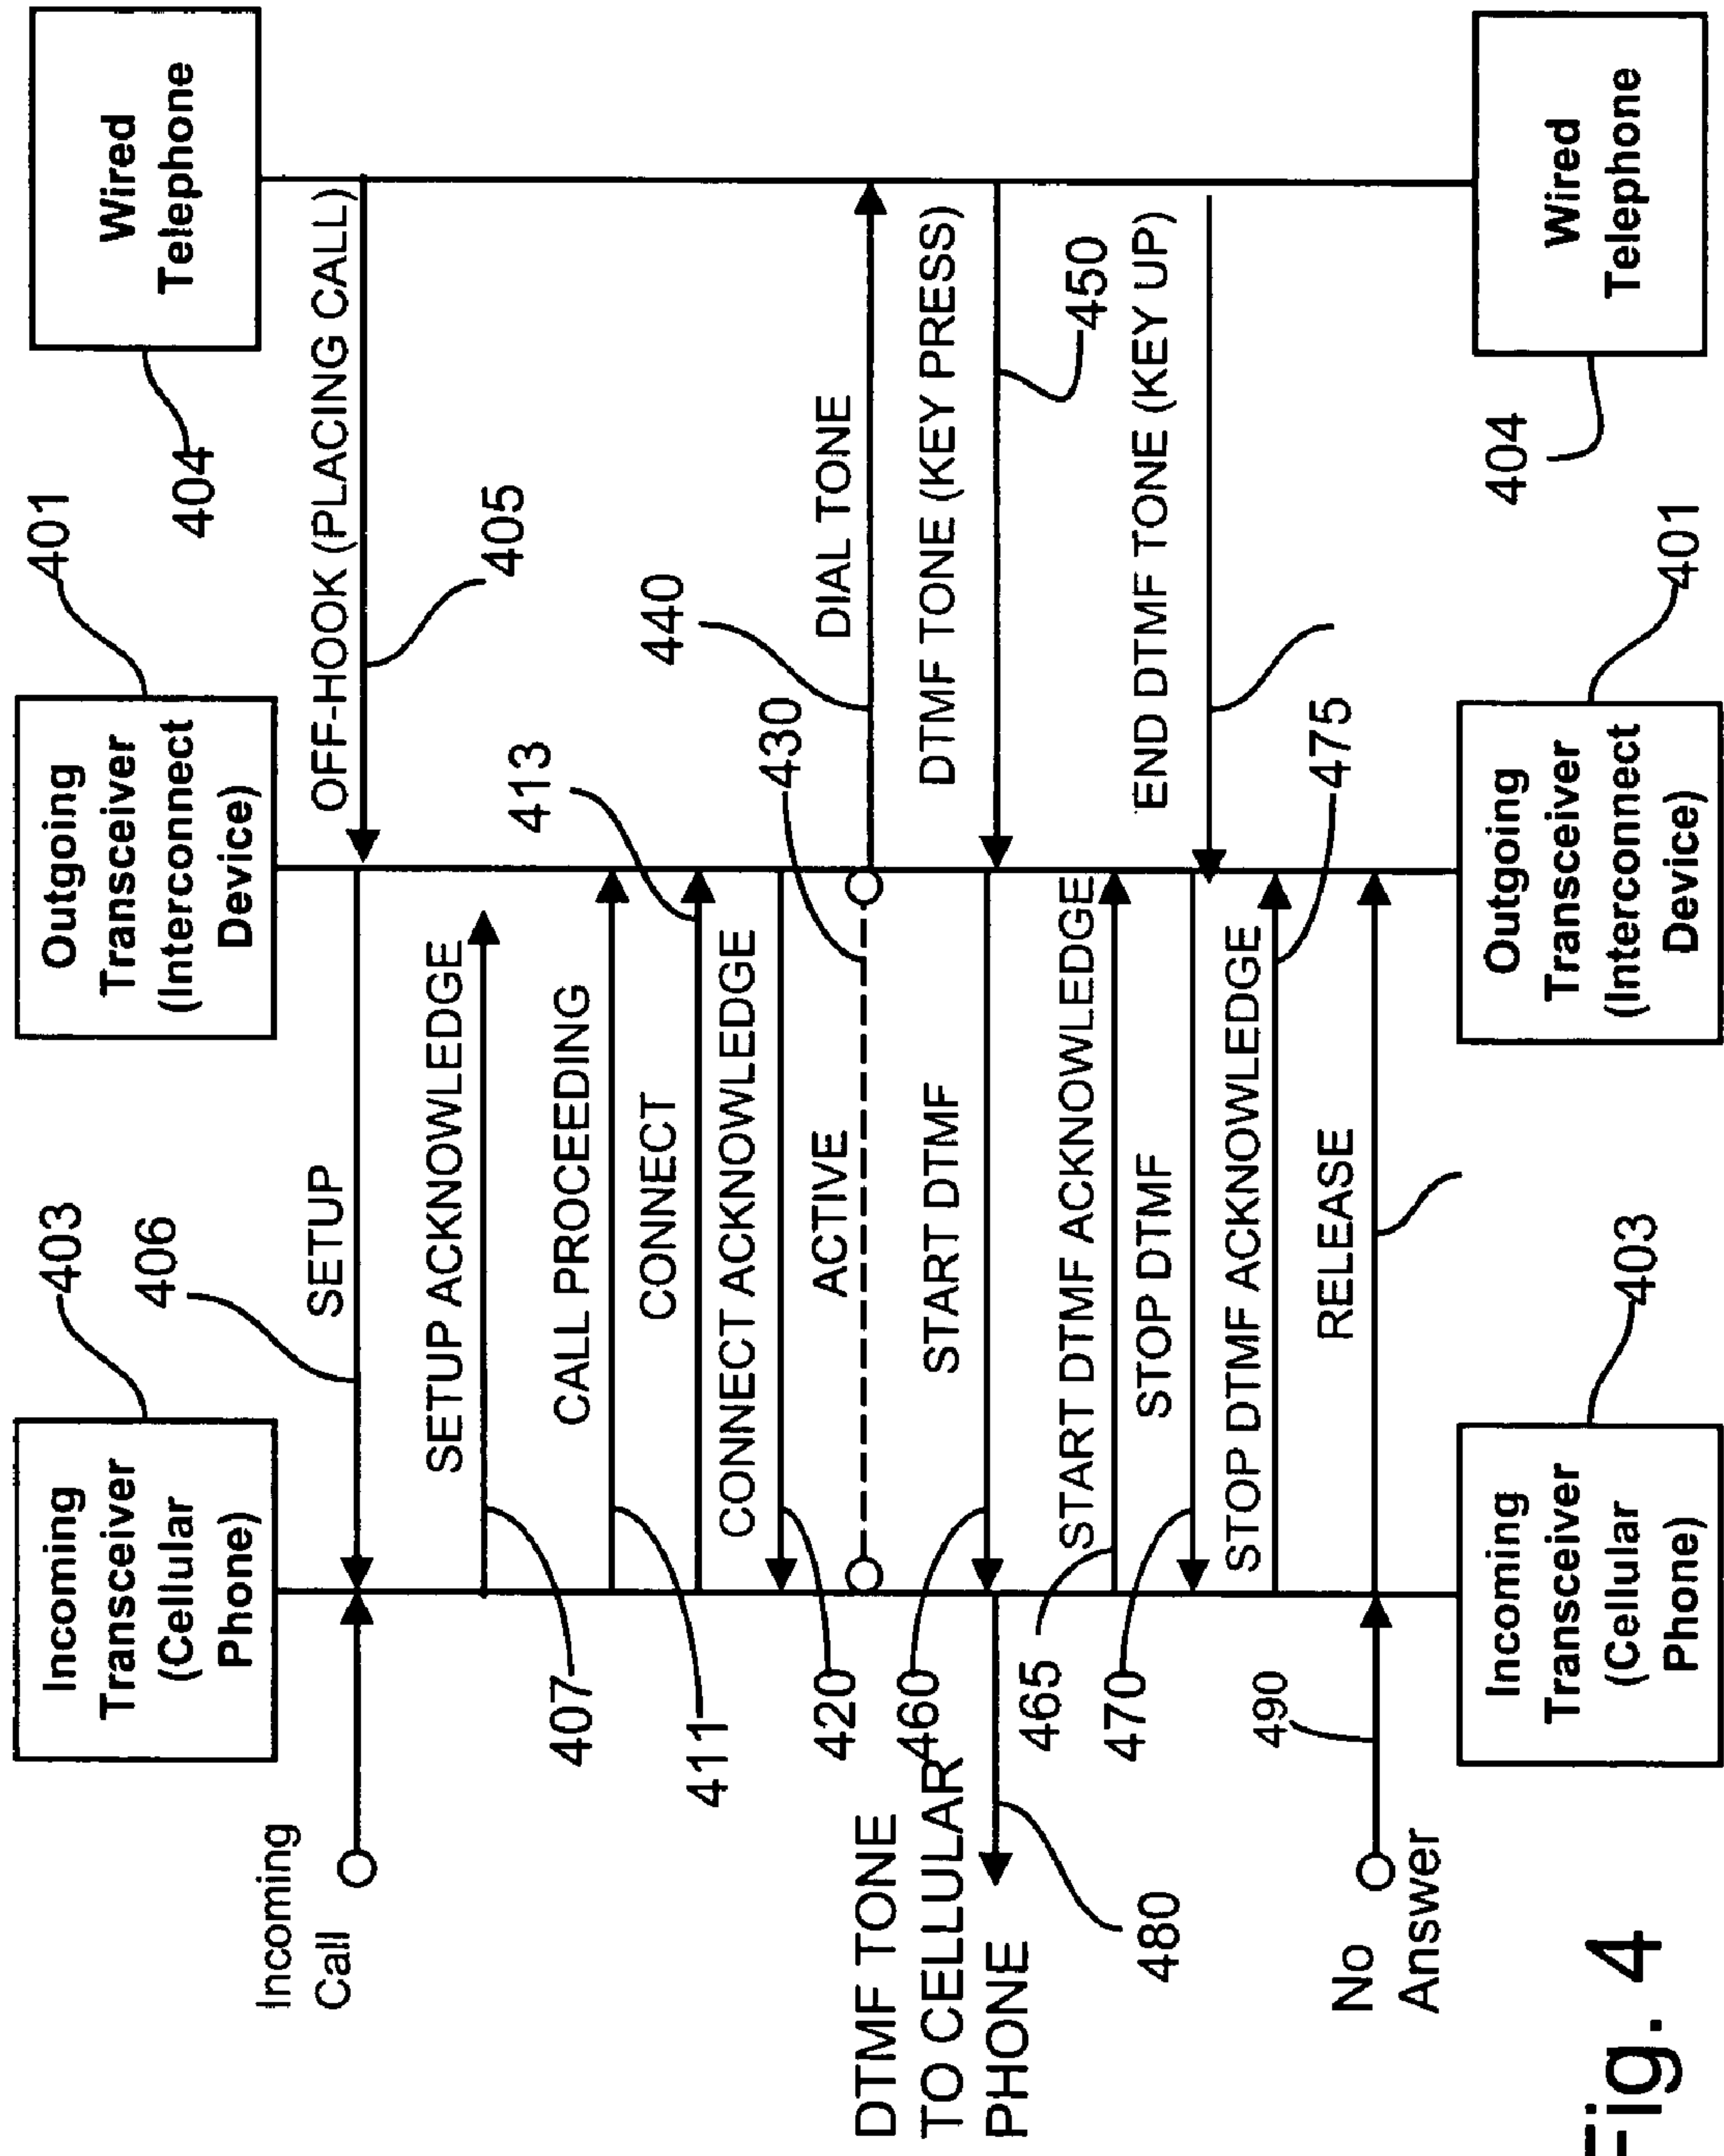 Incoming
Transceiver
(Cellular
Phone)
403
Outgoing
Transceiver
(Interconnect
Device)
401
Wired
Telephone
404
Incoming
Call
406
SETUP
OFF-HOOK (PLACING CALL)
405
SETUP ACKNOWLEDGE
407
CALL PROCEEDING
411
CONNECT
413
CONNECT ACKNOWLEDGE
420
ACTIVE
430
440
DIAL TONE
DTMF TONE
TO CELLULAR
PHONE
480
460
START DTMF
DTMF TONE (KEY PRESS)
450
START DTMF ACKNOWLEDGE
465
STOP DTMF
470
END DTMF TONE (KEY UP)
STOP DTMF ACKNOWLEDGE
475
No
Answer
490
RELEASE
Incoming
Transceiver
(Cellular
Phone)
403
Outgoing
Transceiver
(Interconnect
Device)
401
Wired
Telephone
404
Fig. 4